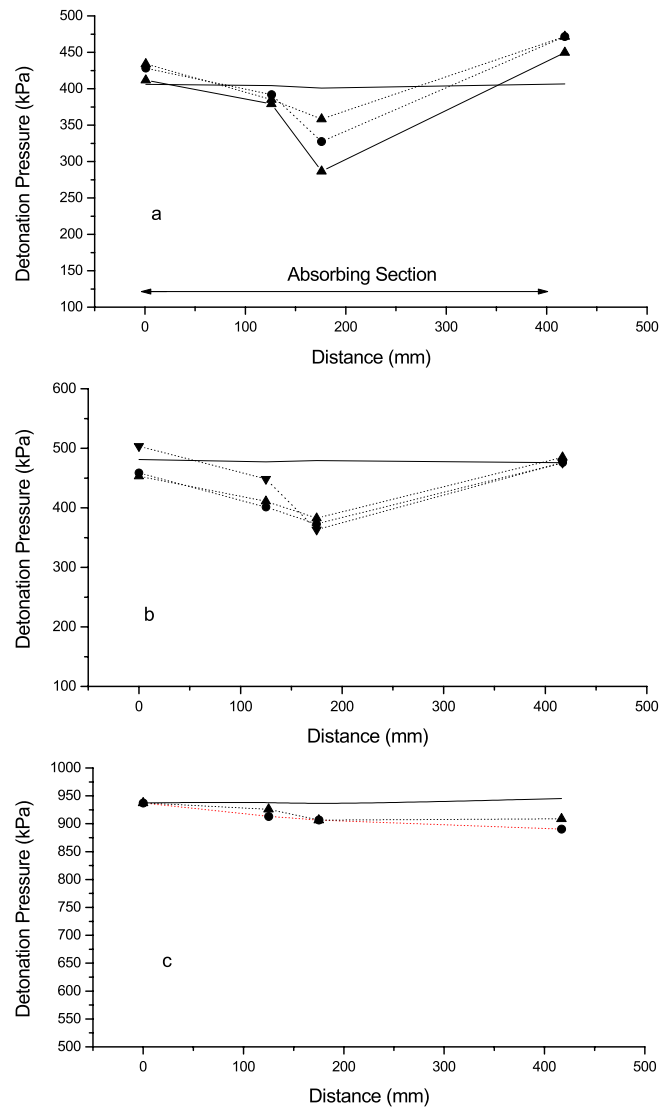 500
450
400
350
300
250
200
150
100
Detonation Pressure (kPa)
a
Absorbing Section
0 100 200 300 400 500
Distance (mm)
600
500
400
300
200
100
Detonation Pressure (kPa)
b
0 100 200 300 400 500
Distance (mm)
1000
950
900
850
800
750
700
650
600
550
500
Detonation Pressure (kPa)
c
0 100 200 300 400 500
Distance (mm)